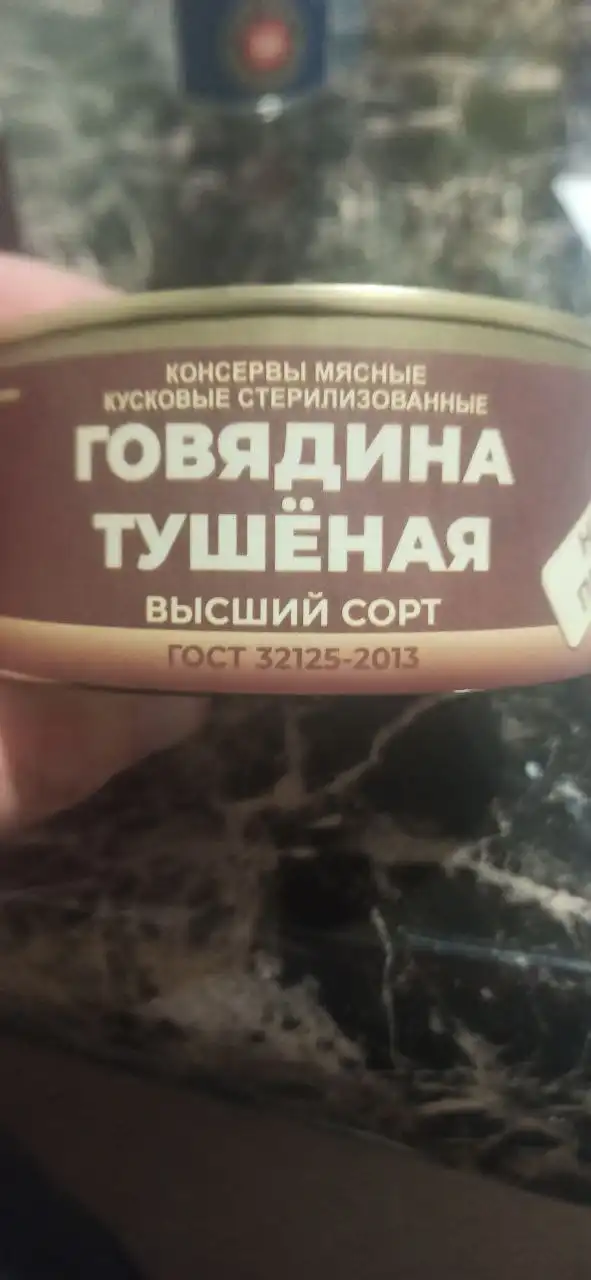 КОНСЕРВЫ МЯСНЫЕ
КУСКОВЫЕ СТЕРИЛИЗОВАННЫЕ
ГОВЯДИНА
ТУШЁНАЯ
ВЫСШИЙ СОРТ
ГОСТ 32125-2013